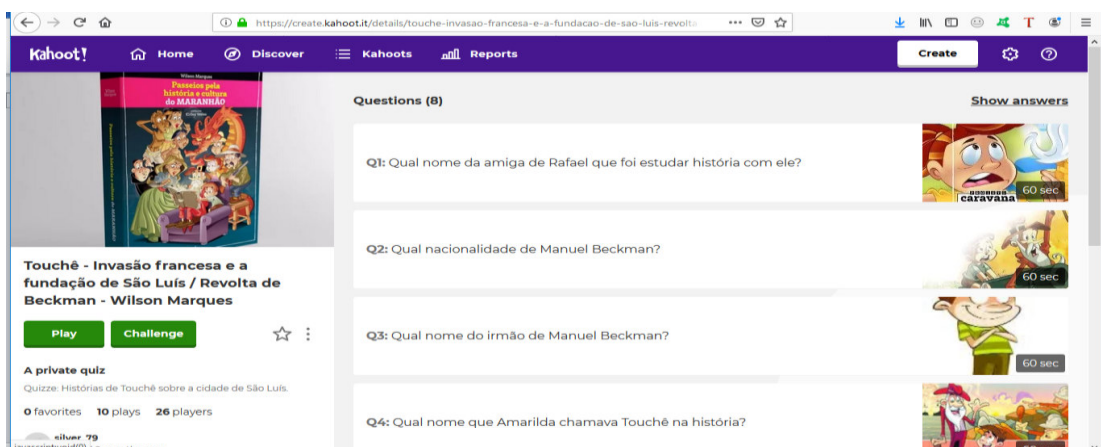 https://create.kahoot.it/details/touche-invasao-francesa-e-a-fundacao-de-sao-luis-revolta
Kahoot! Home Discover Kahoots Reports Create
Wilson Marques
Passeios pela
história e cultura
do MARANHÃO
Touchê - Invasão francesa e a
fundação de São Luís / Revolta de
Beckman - Wilson Marques
Play Challenge
A private quiz
Quizze: Histórias de Touchê sobre a cidade de São Luís.
0 favorites 10 plays 26 players
silver_79
Questions (8) Show answers
Q1: Qual nome da amiga de Rafael que foi estudar história com ele?
caravana
60 sec
Q2: Qual nacionalidade de Manuel Beckman?
60 sec
Q3: Qual nome do irmão de Manuel Beckman?
60 sec
Q4: Qual nome que Amarilda chamava Touchê na história?